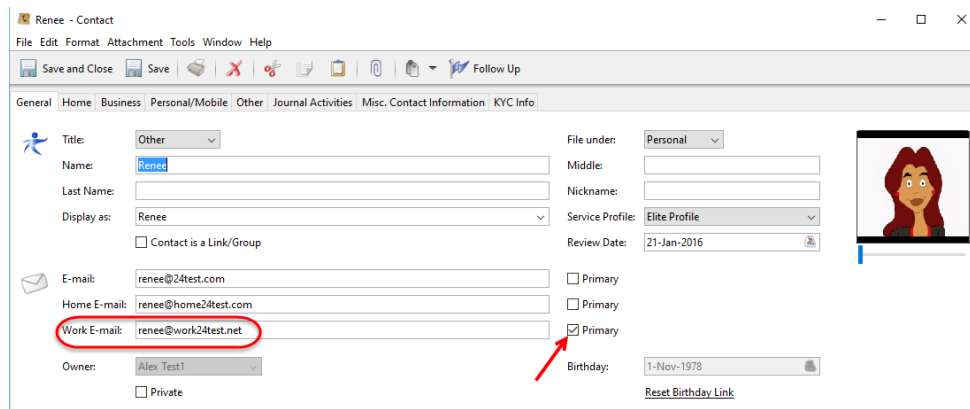 Renee - Contact
File Edit Format Attachment Tools Window Help
Save and Close Save Follow Up
General Home Business Personal/Mobile Other Journal Activities Misc. Contact Information KYC Info
Title: Other File under: Personal
Name: Renee Middle:
Last Name: Nickname:
Display as: Renee Service Profile: Elite Profile
Contact is a Link/Group Review Date: 21-Jan-2016
E-mail: renee@24test.com Primary
Home E-mail: renee@home24test.com Primary
Work E-mail: renee@work24test.net Primary
Owner: Alex Test1 Birthday: 1-Nov-1978
Private Reset Birthday Link